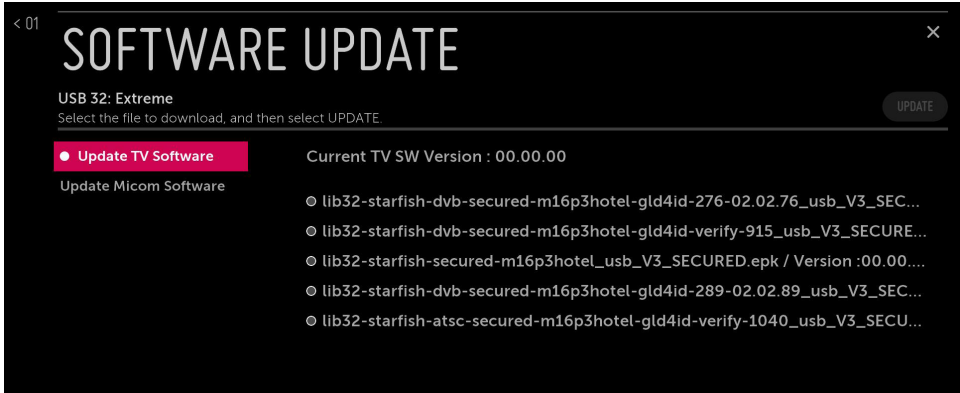 < 01
SOFTWARE UPDATE
USB 32: Extreme
Select the file to download, and then select UPDATE.
UPDATE
Update TV Software
Update Micom Software
Current TV SW Version : 00.00.00
lib32-starfish-dvb-secured-m16p3hotel-gld4id-276-02.02.76_usb_V3_SEC...
lib32-starfish-dvb-secured-m16p3hotel-gld4id-verify-915_usb_V3_SECURE...
lib32-starfish-secured-m16p3hotel_usb_V3_SECURED.epk / Version :00.00....
lib32-starfish-dvb-secured-m16p3hotel-gld4id-289-02.02.89_usb_V3_SEC...
lib32-starfish-atsc-secured-m16p3hotel-gld4id-verify-1040_usb_V3_SECU...